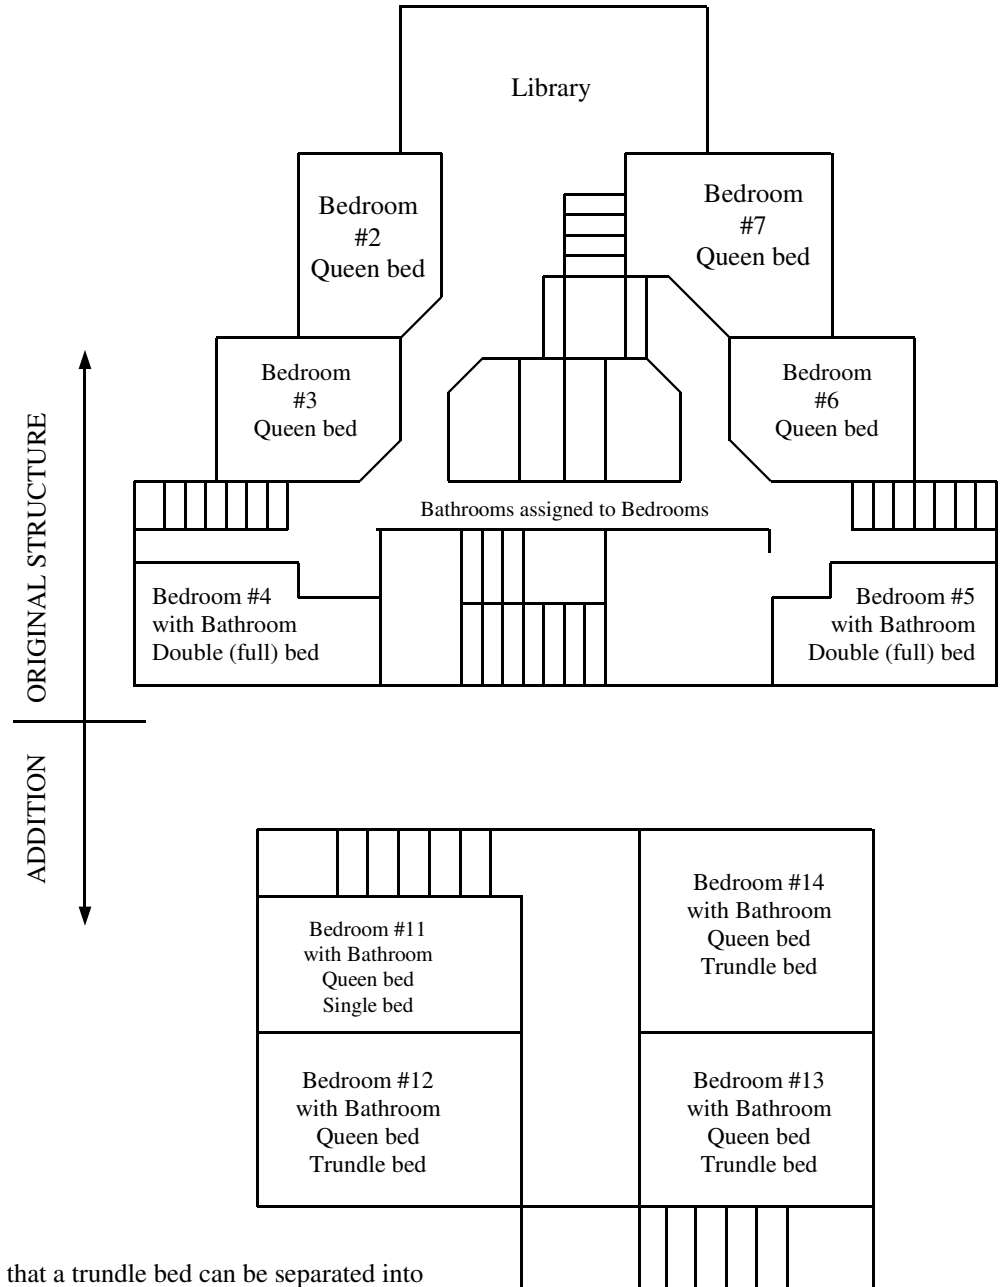 Library
Bedroom
#2
Queen bed
Bedroom
#7
Queen bed
Bedroom
#3
Queen bed
Bedroom
#6
Queen bed
ORIGINAL STRUCTURE
Bathrooms assigned to Bedrooms
Bedroom #4
with Bathroom
Double (full) bed
Bedroom #5
with Bathroom
Double (full) bed
ADDITION
Bedroom #14
with Bathroom
Queen bed
Trundle bed
Bedroom #11
with Bathroom
Queen bed
Single bed
Bedroom #12
with Bathroom
Queen bed
Trundle bed
Bedroom #13
with Bathroom
Queen bed
Trundle bed
that a trundle bed can be separated into